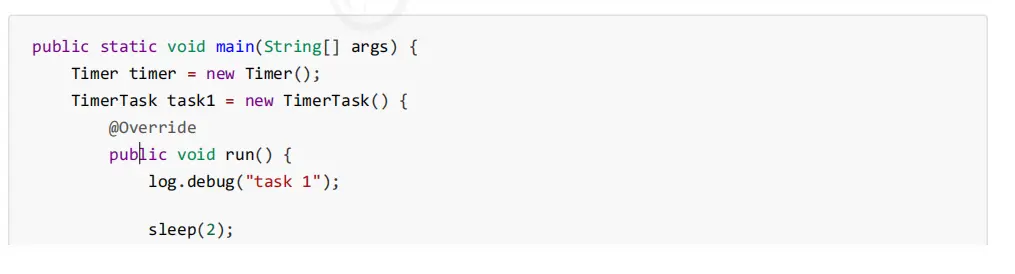 public static void main(String[] args) {
    Timer timer = new Timer();
    TimerTask task1 = new TimerTask() {
        @Override
        public void run() {
            log.debug("task 1");
            sleep(2);